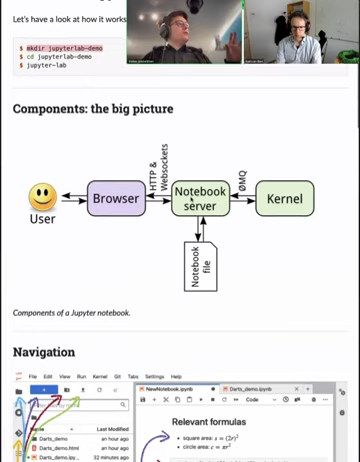 Let's have a look at how it works
$ mkdir jupyterlab-demo
$ cd jupyterlab-demo
$ jupyter-lab
Components: the big picture
User
Browser
HTTP &
Websockets
Notebook
server
ØMQ
Kernel
Notebook
file
Components of a Jupyter notebook.
Navigation
File Edit View Run Kernel Git Tabs Settings Help
NewNotebook.ipynb
Darts_demo.ipynb
Code
Name
Last Modified
Darts_demo
an hour ago
Darts_demo.html
an hour ago
Darts_demo.ipy...
32 minutes ago
Relevant formulas
• square area: s = (2r)²
• circle area: c = πr²